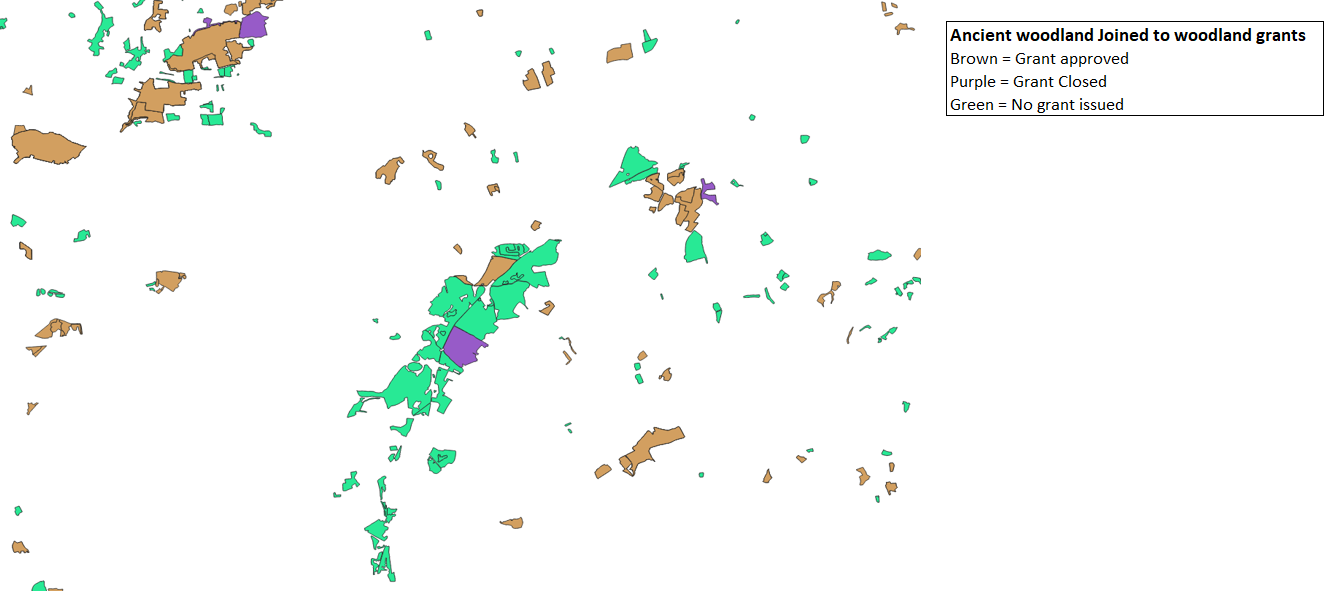 Ancient woodland Joined to woodland grants
Brown = Grant approved
Purple = Grant Closed
Green = No grant issued